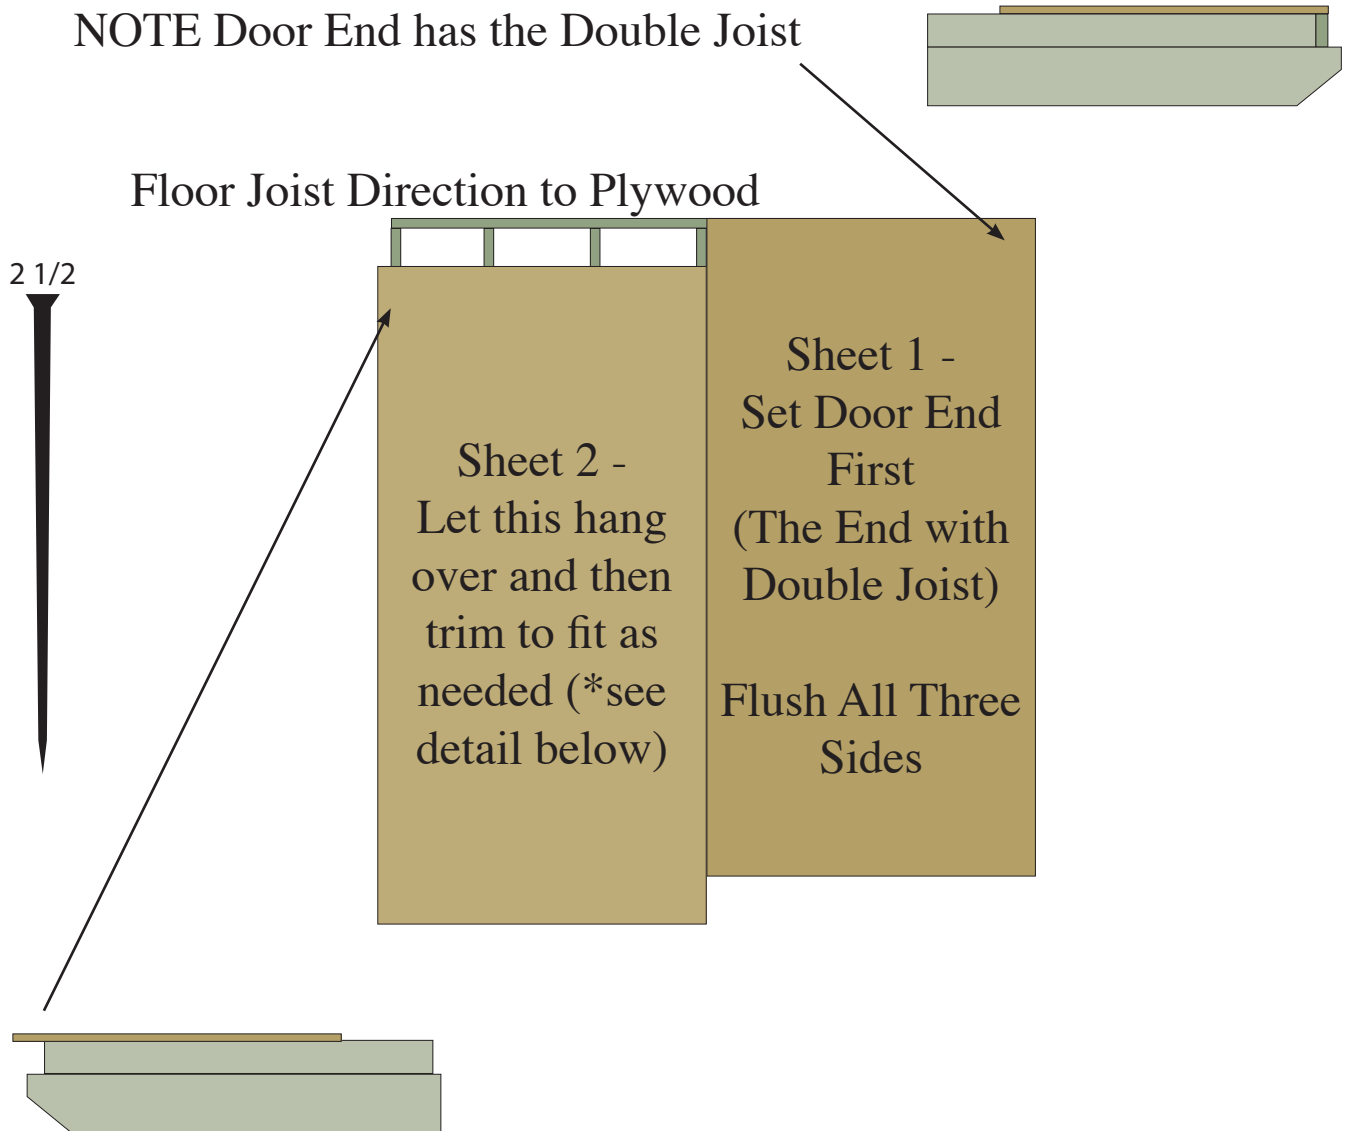 NOTE Door End has the Double Joist
Floor Joist Direction to Plywood
2 1/2
Sheet 1 -
Set Door End
First
(The End with
Double Joist)
Flush All Three
Sides
Sheet 2 -
Let this hang
over and then
trim to fit as
needed (*see
detail below)